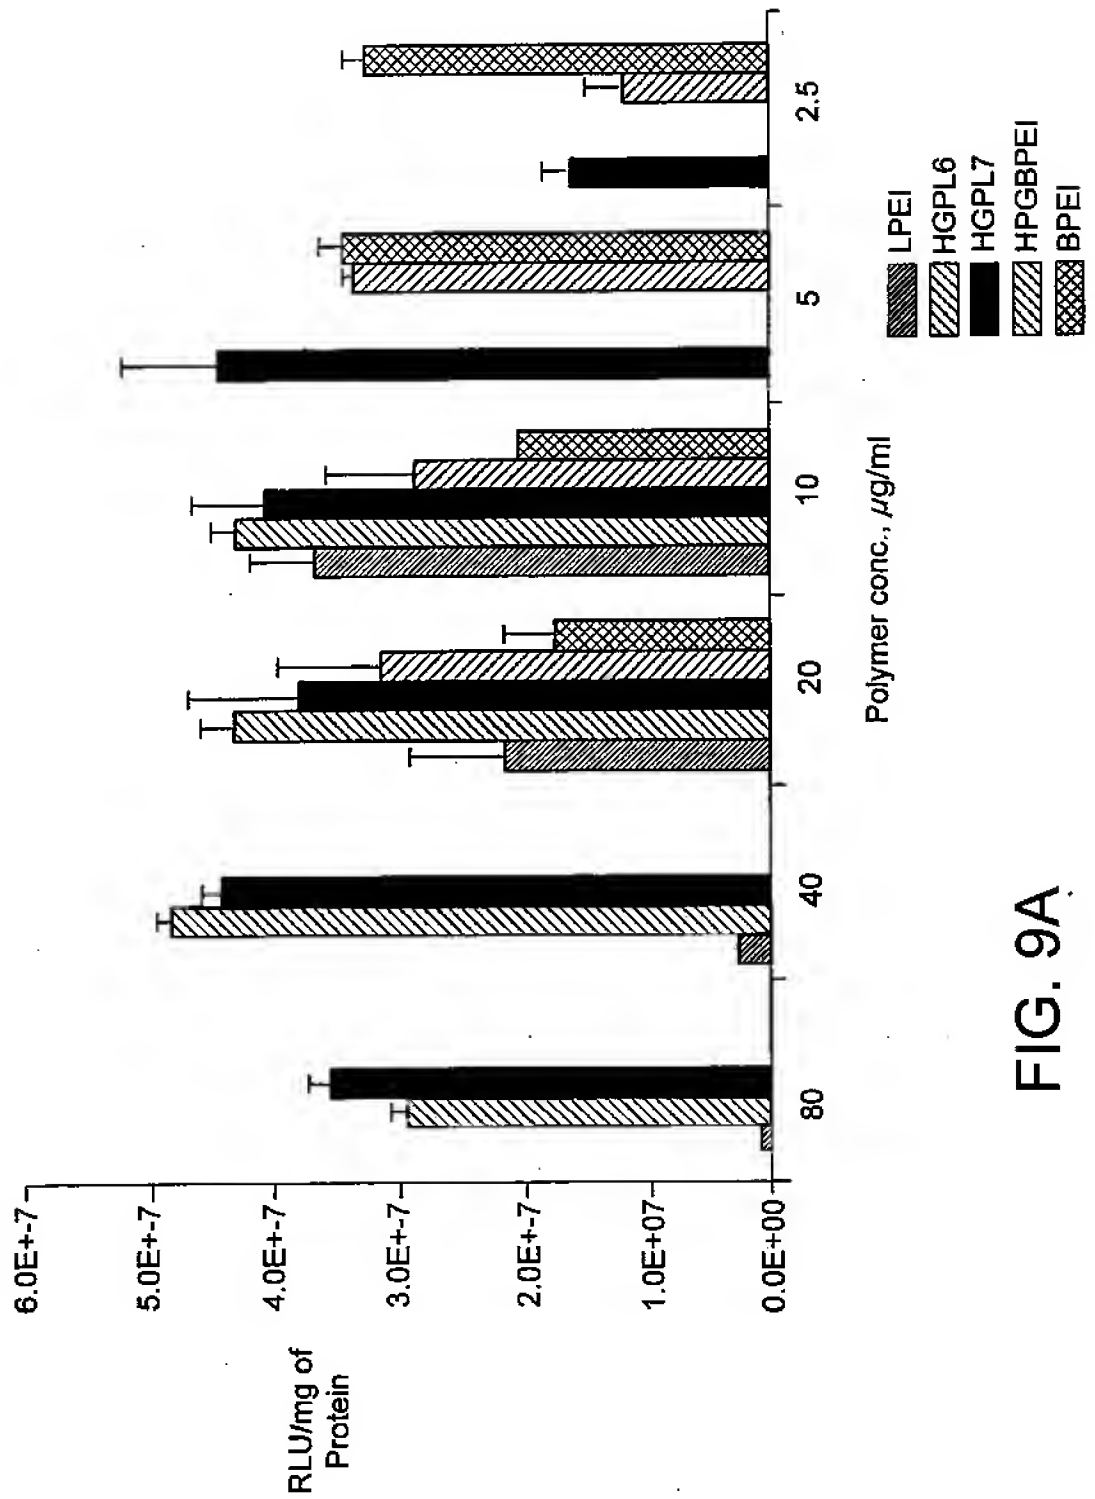 6.0E+-7
5.0E+-7
4.0E+-7
3.0E+-7
2.0E+-7
1.0E+07
0.0E+00
RLU/mg of
Protein
80
40
20
10
5
2.5
Polymer conc., µg/ml
LPEI
HGPL6
HGPL7
HPGBPEI
BPEI
FIG. 9A